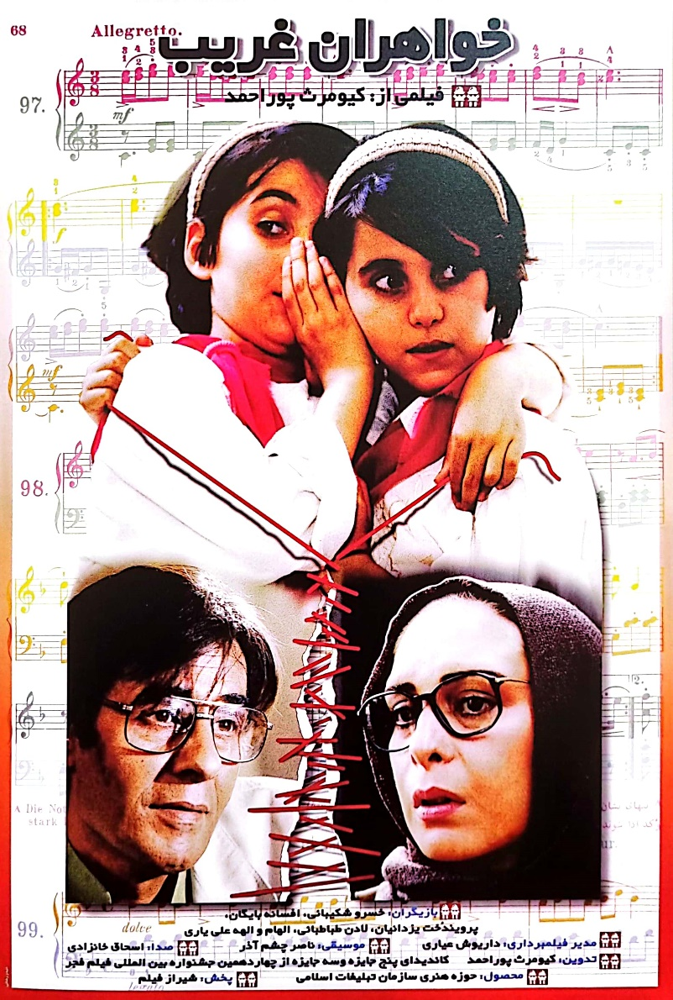 68
Allegretto.
خواهران غریب
فیلمی از: کیومرث پوراحمد
97.
mf
f
mf
98.
2.
A Die No
stark
99.
dolce
بازیگران: خسرو شکیبائی، افسانه بایگان،
پرویندخت یزدانیان، لادن طباطبائی، الهام و الهه علی یاری
مدیر فیلمبرداری: داریوش عیاری موسیقی: ناصر چشم آذر صدا: اسحاق خانزادی
تدوین: کیومرث پوراحمد کاندیدای پنج جایزه وسه جایزه از چهاردهمین جشنواره بین المللی فیلم فجر
محصول: حوزه هنری سازمان تبلیغات اسلامی پخش: شیراز فیلم